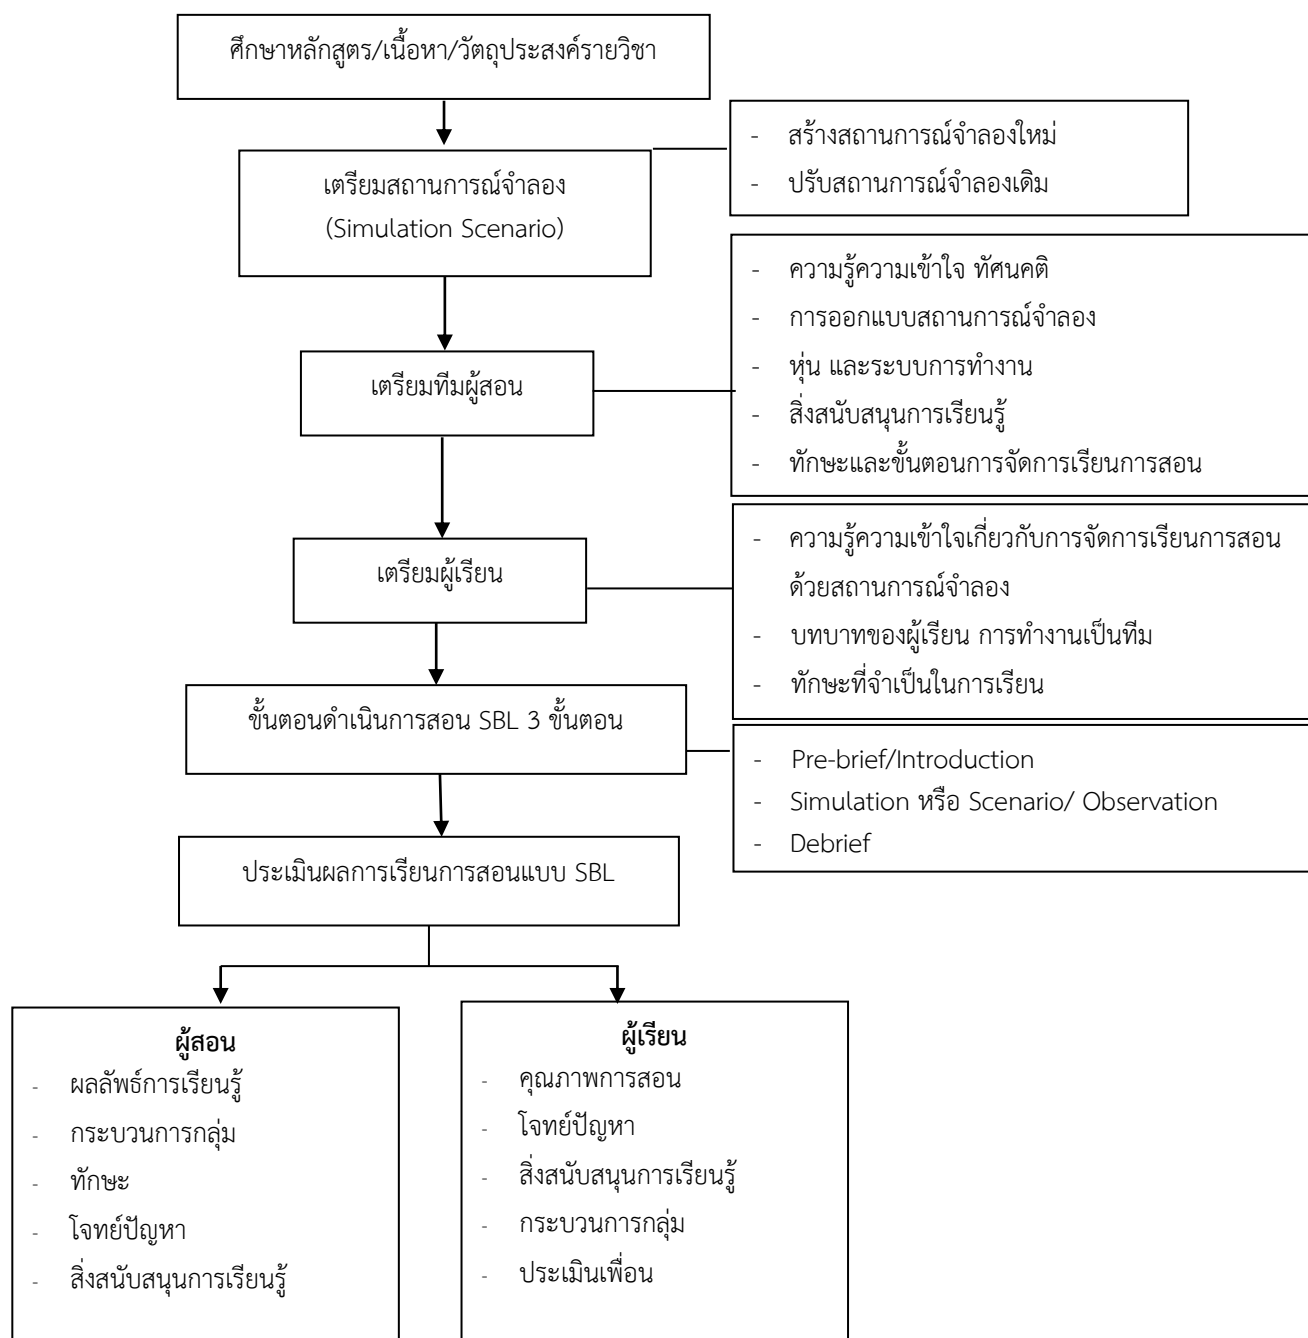 ศึกษาหลักสูตร/เนื้อหา/วัตถุประสงค์รายวิชา
เตรียมสถานการณ์จำลอง
(Simulation Scenario)
- สร้างสถานการณ์จำลองใหม่
- ปรับสถานการณ์จำลองเดิม
เตรียมทีมผู้สอน
- ความรู้ความเข้าใจ ทัศนคติ
- การออกแบบสถานการณ์จำลอง
- หุ่น และระบบการทำงาน
- สิ่งสนับสนุนการเรียนรู้
- ทักษะและขั้นตอนการจัดการเรียนการสอน
เตรียมผู้เรียน
- ความรู้ความเข้าใจเกี่ยวกับการจัดการเรียนการสอน
ด้วยสถานการณ์จำลอง
- บทบาทของผู้เรียน การทำงานเป็นทีม
- ทักษะที่จำเป็นในการเรียน
ขั้นตอนดำเนินการสอน SBL 3 ขั้นตอน
- Pre-brief/Introduction
- Simulation หรือ Scenario/ Observation
- Debrief
ประเมินผลการเรียนการสอนแบบ SBL
ผู้สอน
- ผลลัพธ์การเรียนรู้
- กระบวนการกลุ่ม
- ทักษะ
- โจทย์ปัญหา
- สิ่งสนับสนุนการเรียนรู้
ผู้เรียน
- คุณภาพการสอน
- โจทย์ปัญหา
- สิ่งสนับสนุนการเรียนรู้
- กระบวนการกลุ่ม
- ประเมินเพื่อน